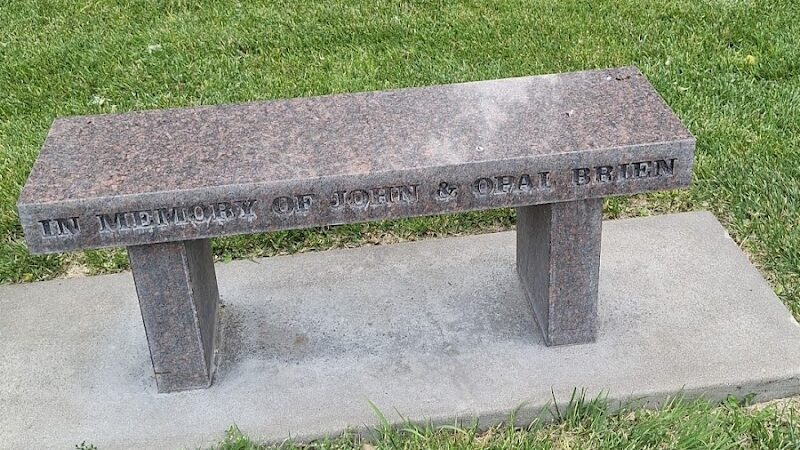 IN MEMORY OF JOHN & OPAL BRIEN